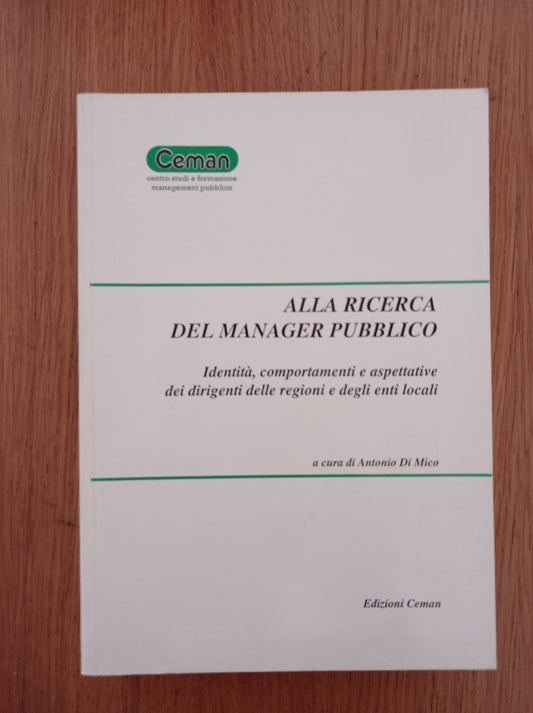 Ceman
centro studi e formazione
management pubblico
ALLA RICERCA
DEL MANAGER PUBBLICO
Identità, comportamenti e aspettative
dei dirigenti delle regioni e degli enti locali
a cura di Antonio Di Mico
Edizioni Ceman